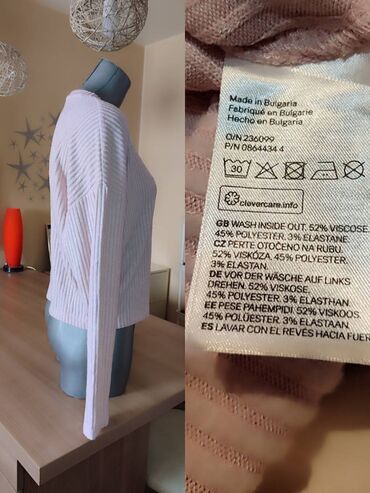 Made in Bulgaria
Fabriqué en Bulgarie
Hecho en Bulgaria
O/N 236099
P/N 0864434 4
30
clevercare.info
GB WASH INSIDE OUT. 52% VISCOSE.
45% POLYESTER. 3% ELASTANE
CZ PERTE OTOČENO NA RUBU.
52% VISKÓZA. 45% POLYESTER.
3% ELASTAN
DE VOR DER WÄSCHE AUF LINKS
DREHEN. 52% VISKOSE.
45% POLYESTER. 3% ELASTHAN
EE PESE PAHEMPIDI. 52% VISKOOS.
45% POLÜESTER. 3% ELASTAAN
ES LAVAR CON EL REVÉS HACIA FUER